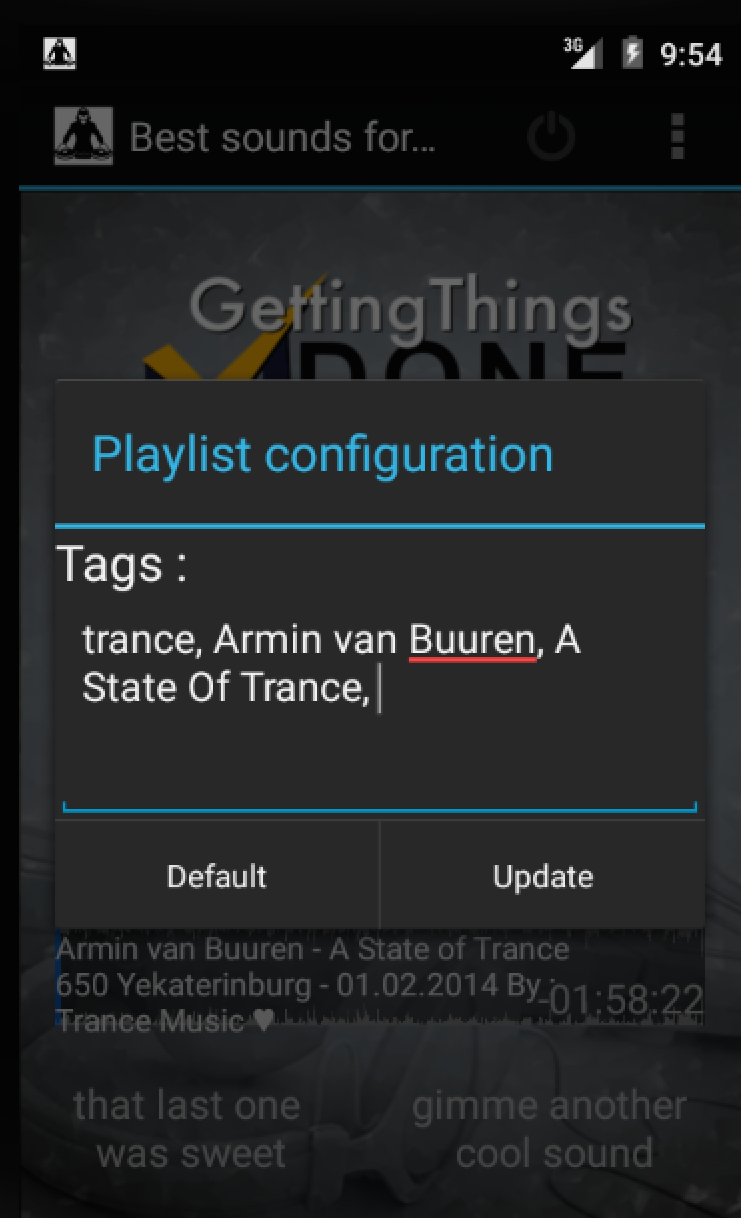 3G 9:54
Best sounds for...
GettingThings
DONE
Playlist configuration
Tags :
trance, Armin van Buuren, A
State Of Trance,
Default Update
Armin van Buuren - A State of Trance
650 Yekaterinburg - 01.02.2014 By :
-01:58:22
Trance Music ♥
that last one
was sweet
gimme another
cool sound